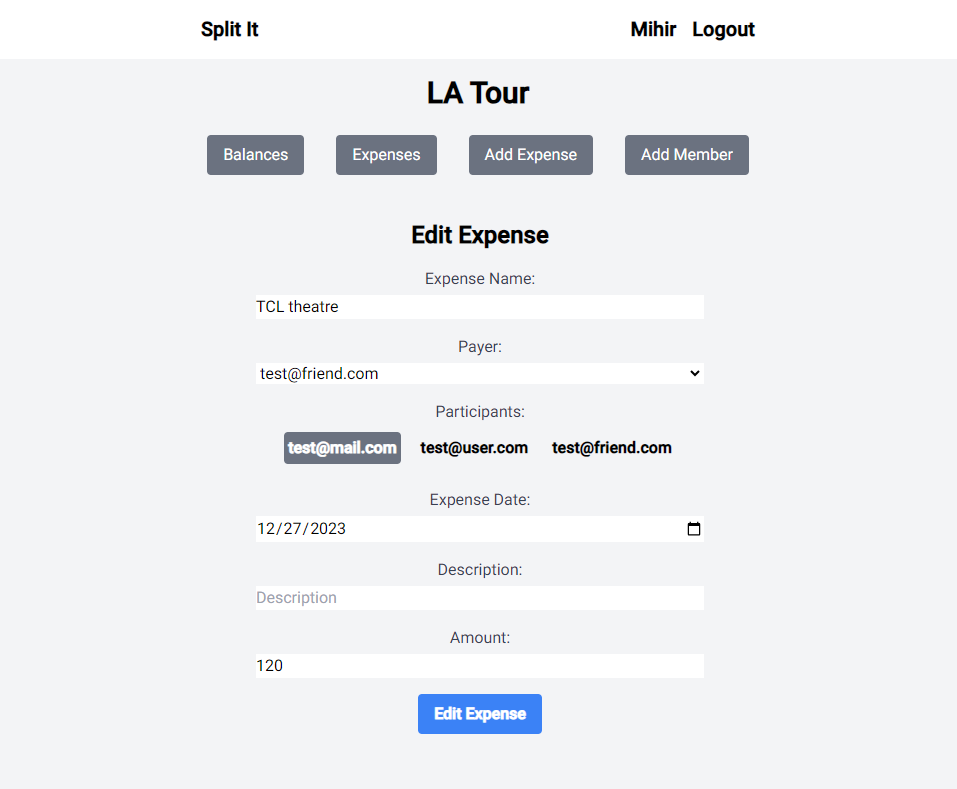 Split It Mihir Logout
LA Tour
Balances Expenses Add Expense Add Member
Edit Expense
Expense Name:
TCL theatre
Payer:
test@friend.com
Participants:
test@mail.com test@user.com test@friend.com
Expense Date:
12/27/2023
Description:
Description
Amount:
120
Edit Expense